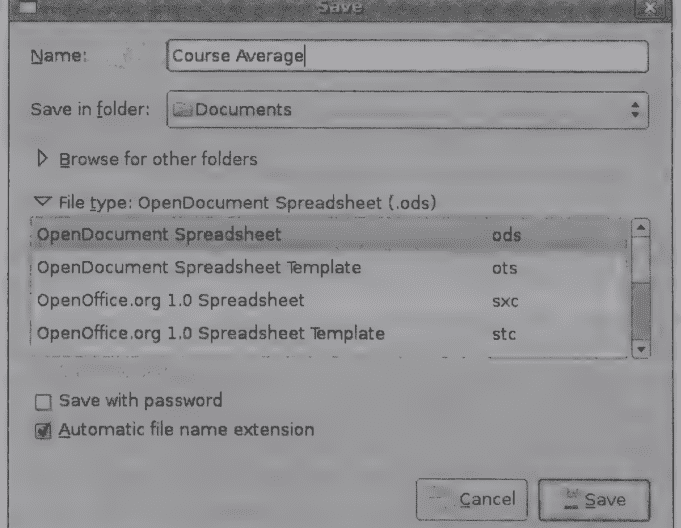 Save
Name: Course Average
Save in folder: Documents
Browse for other folders
File type: OpenDocument Spreadsheet (.ods)
OpenDocument Spreadsheet ods
OpenDocument Spreadsheet Template ots
OpenOffice.org 1.0 Spreadsheet sxc
OpenOffice.org 1.0 Spreadsheet Template stc
Save with password
Automatic file name extension
Cancel Save